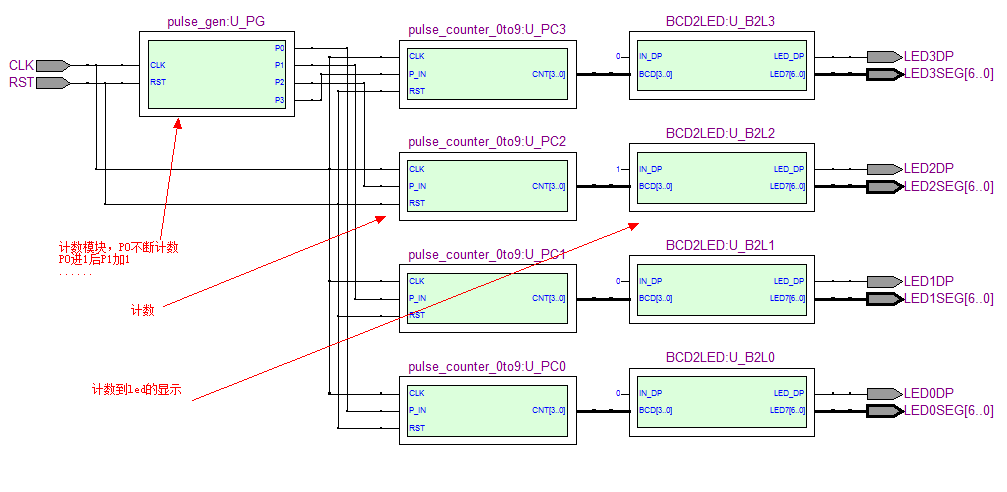 pulse_gen:U_PG
CLK
RST
CLK
RST
P0
P1
P2
P3
pulse_counter_0to9:U_PC3
CLK
P_IN
RST
CNT[3..0]
BCD2LED:U_B2L3
0
IN_DP
BCD[3..0]
LED_DP
LED7[6..0]
LED3DP
LED3SEG[6..0]
pulse_counter_0to9:U_PC2
CLK
P_IN
RST
CNT[3..0]
BCD2LED:U_B2L2
1
IN_DP
BCD[3..0]
LED_DP
LED7[6..0]
LED2DP
LED2SEG[6..0]
计数模块，P0不断计数
P0进1后P1加1
......
计数
计数到led的显示
pulse_counter_0to9:U_PC1
CLK
P_IN
RST
CNT[3..0]
BCD2LED:U_B2L1
0
IN_DP
BCD[3..0]
LED_DP
LED7[6..0]
LED1DP
LED1SEG[6..0]
pulse_counter_0to9:U_PC0
CLK
P_IN
RST
CNT[3..0]
BCD2LED:U_B2L0
0
IN_DP
BCD[3..0]
LED_DP
LED7[6..0]
LED0DP
LED0SEG[6..0]